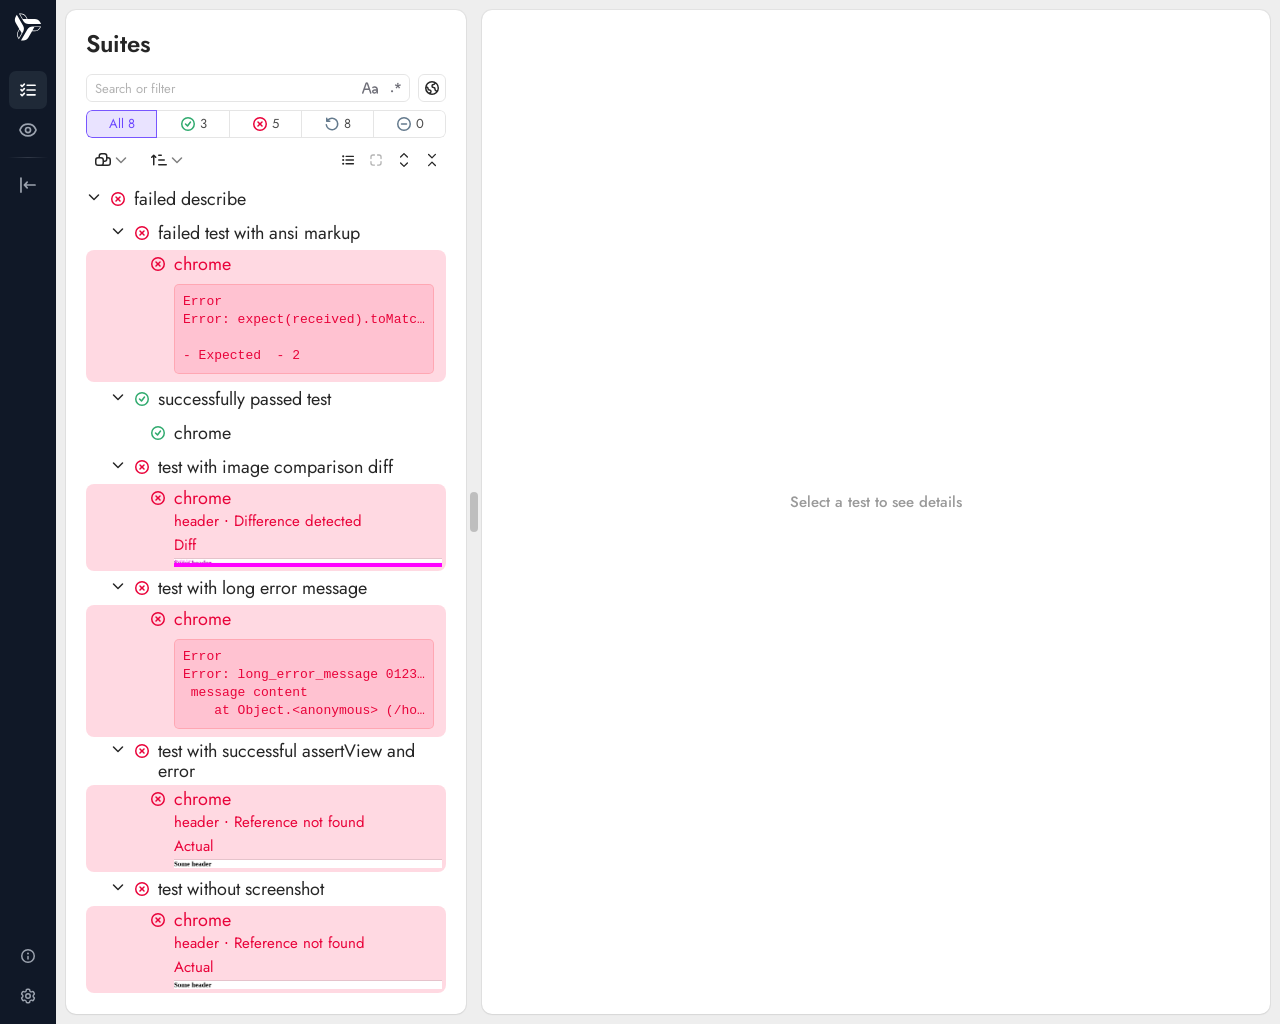 Suites
Search or filter
Aa .*
All 8
3
5
8
0
failed describe
failed test with ansi markup
chrome
Error
Error: expect(received).toMatc…
- Expected  - 2
successfully passed test
chrome
test with image comparison diff
chrome
header · Difference detected
Diff
test with long error message
chrome
Error
Error: long_error_message 0123…
message content
at Object.<anonymous> (/ho…
test with successful assertView and
error
chrome
header · Reference not found
Actual
Some header
test without screenshot
chrome
header · Reference not found
Actual
Some header
Select a test to see details